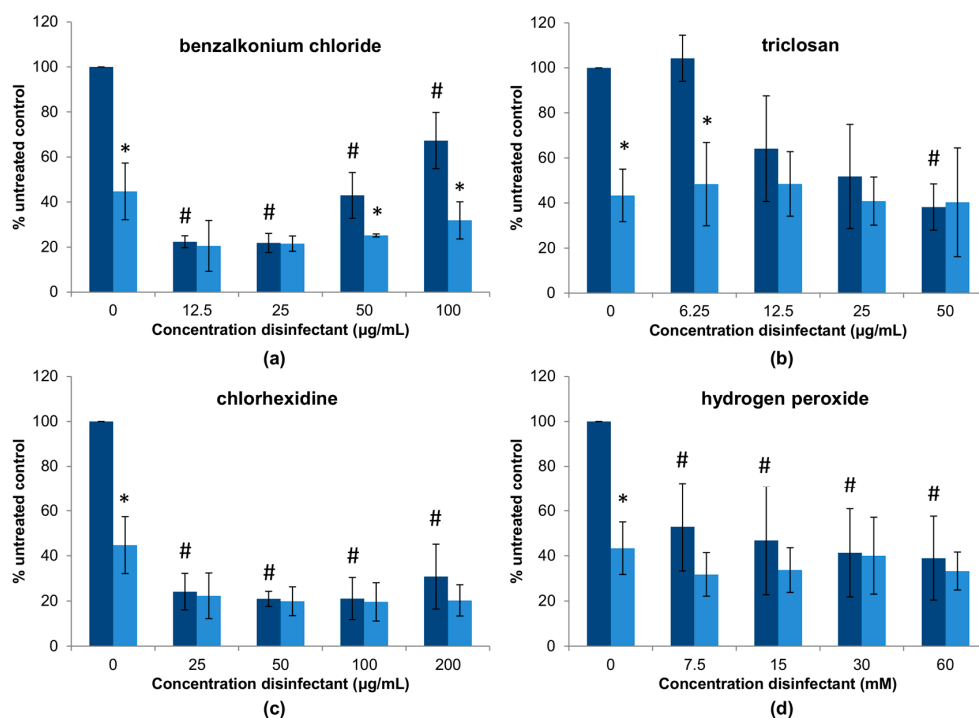 benzalkonium chloride
% untreated control
120
100
80
60
40
20
0
*
#
#
#
*
#
*
0 12.5 25 50 100
Concentration disinfectant (µg/mL)
(a)
triclosan
% untreated control
120
100
80
60
40
20
0
*
*
#
0 6.25 12.5 25 50
Concentration disinfectant (µg/mL)
(b)
chlorhexidine
% untreated control
120
100
80
60
40
20
0
*
#
#
#
#
0 25 50 100 200
Concentration disinfectant (µg/mL)
(c)
hydrogen peroxide
% untreated control
120
100
80
60
40
20
0
*
#
#
#
#
0 7.5 15 30 60
Concentration disinfectant (mM)
(d)